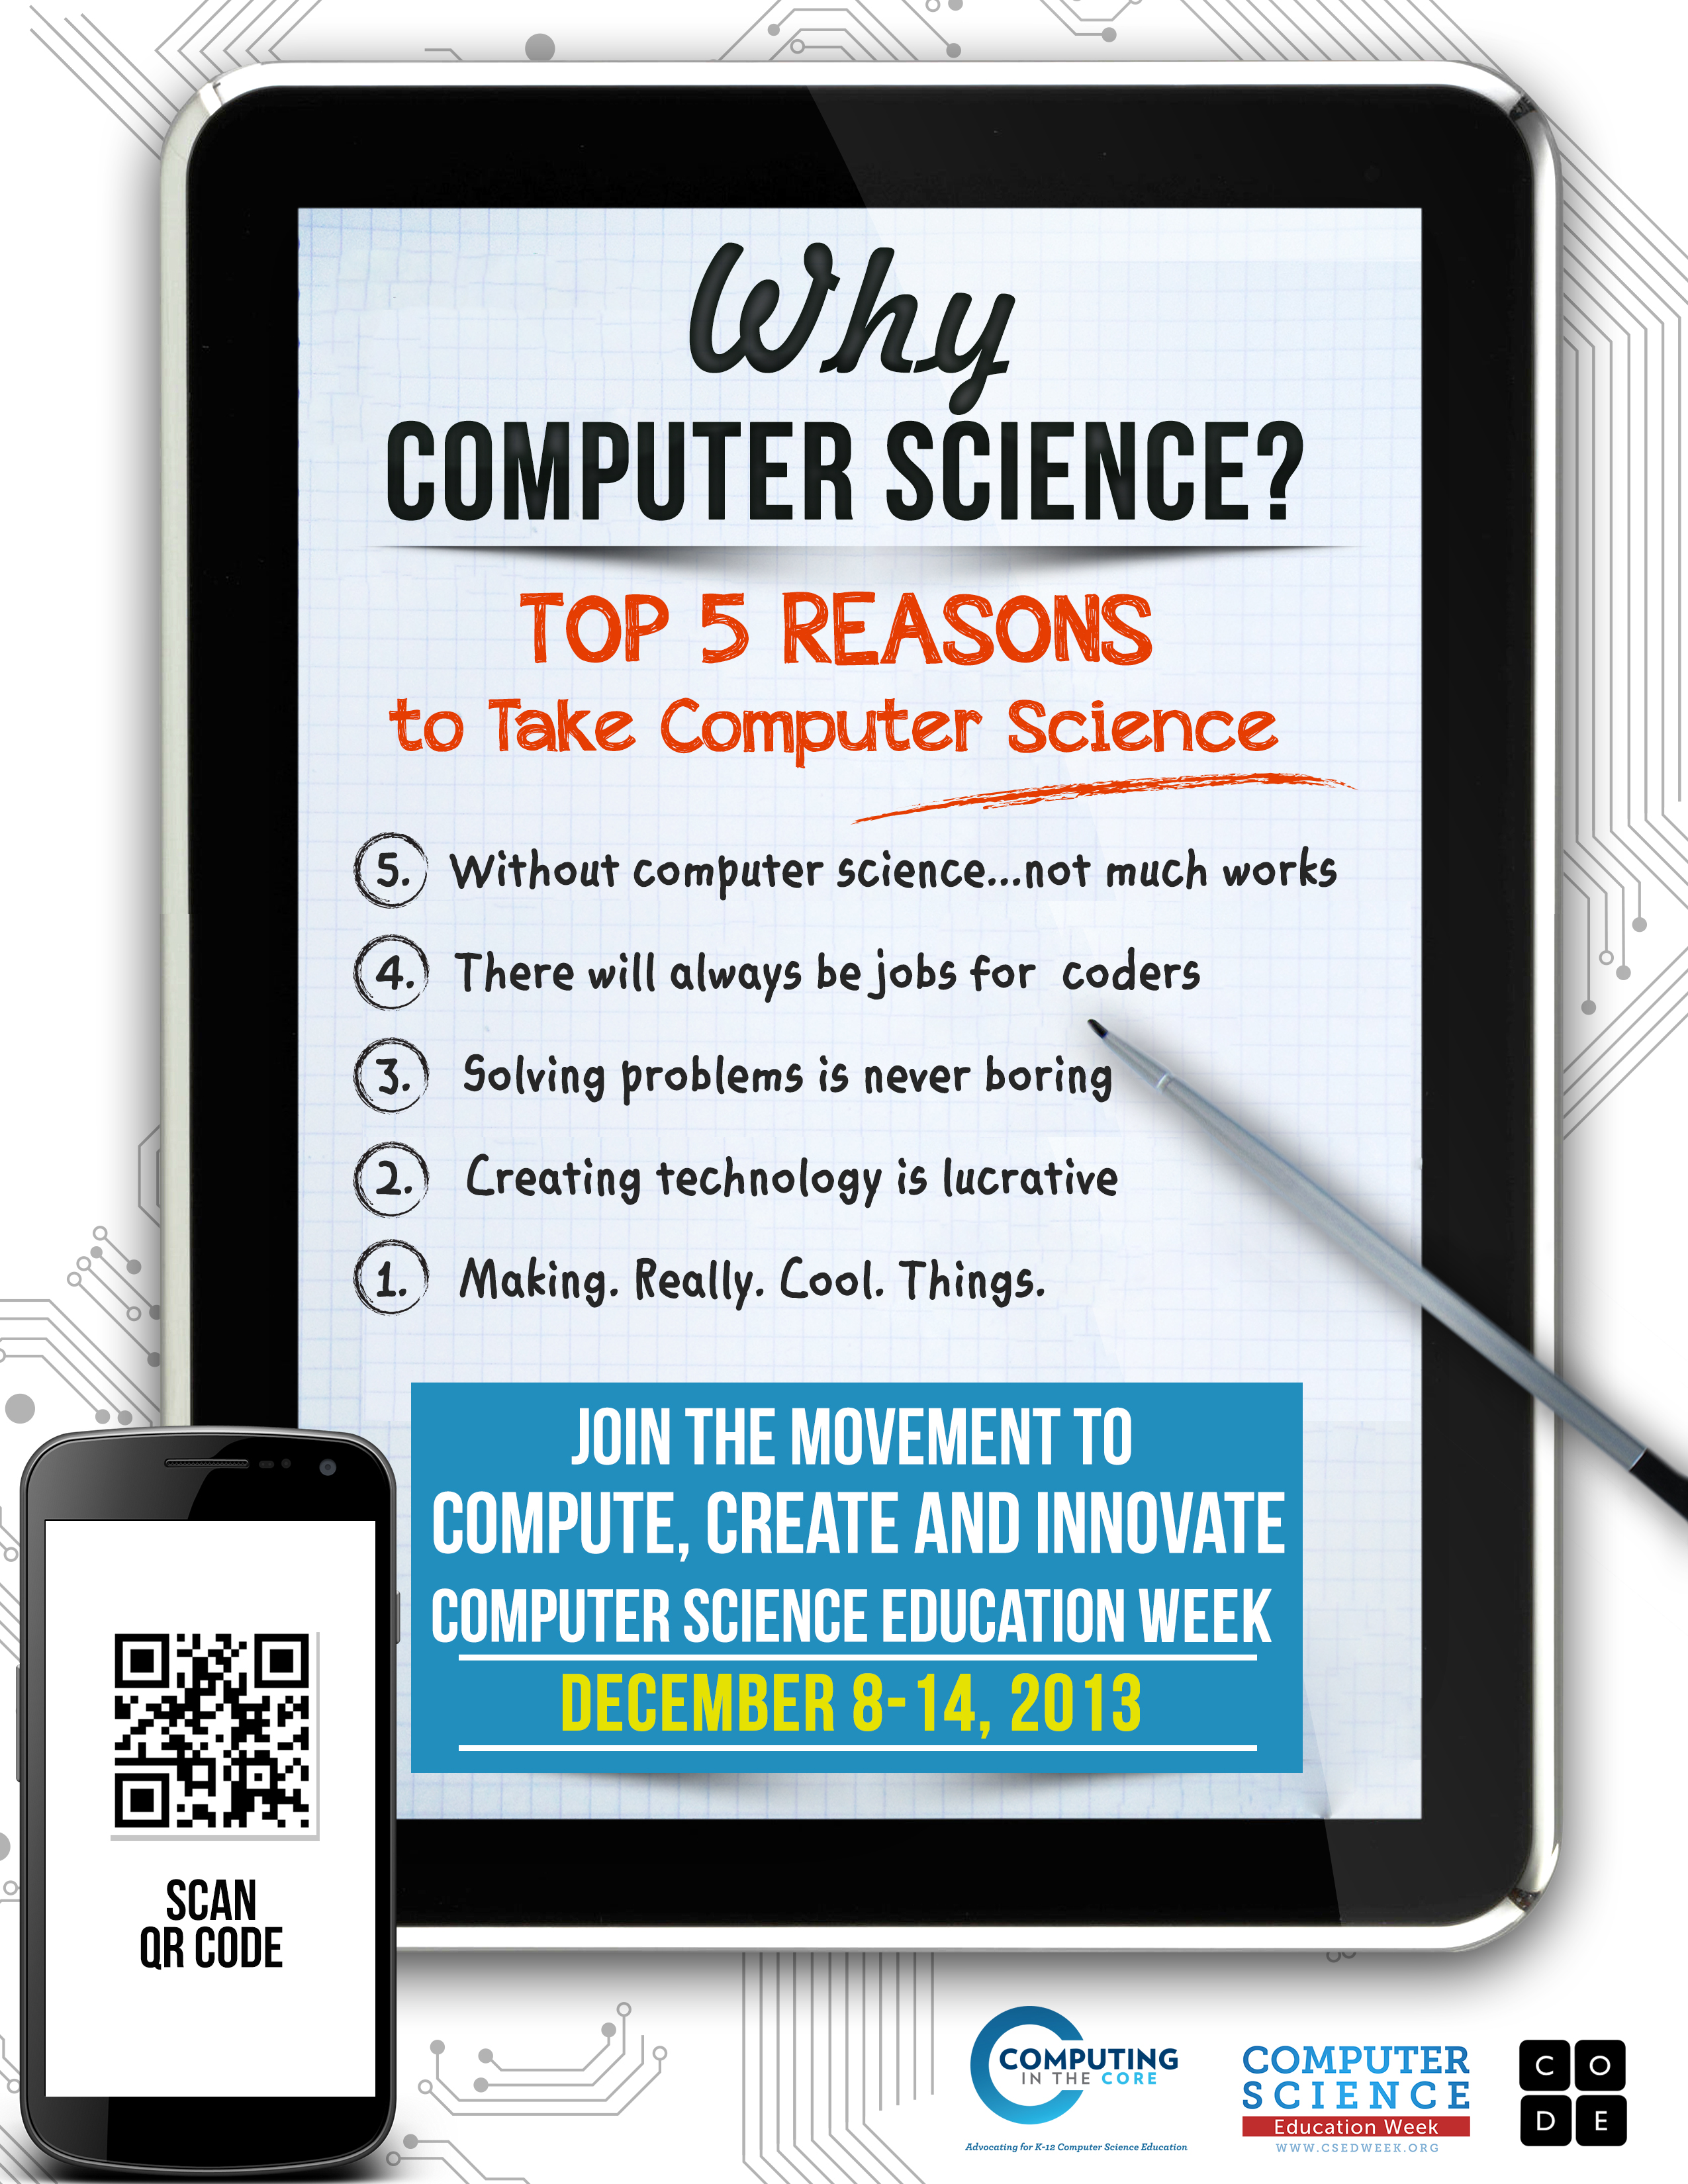 Why
COMPUTER SCIENCE?
TOP 5 REASONS
to Take Computer Science
5. Without computer science...not much works
4. There will always be jobs for coders
3. Solving problems is never boring
2. Creating technology is lucrative
1. Making. Really. Cool. Things.
JOIN THE MOVEMENT TO
COMPUTE, CREATE AND INNOVATE
COMPUTER SCIENCE EDUCATION WEEK
DECEMBER 8-14, 2013
SCAN
QR CODE
COMPUTING
IN THE CORE
Advocating for K-12 Computer Science Education
COMPUTER
SCIENCE
Education Week
WWW.CSEDWEEK.ORG
C O
D E